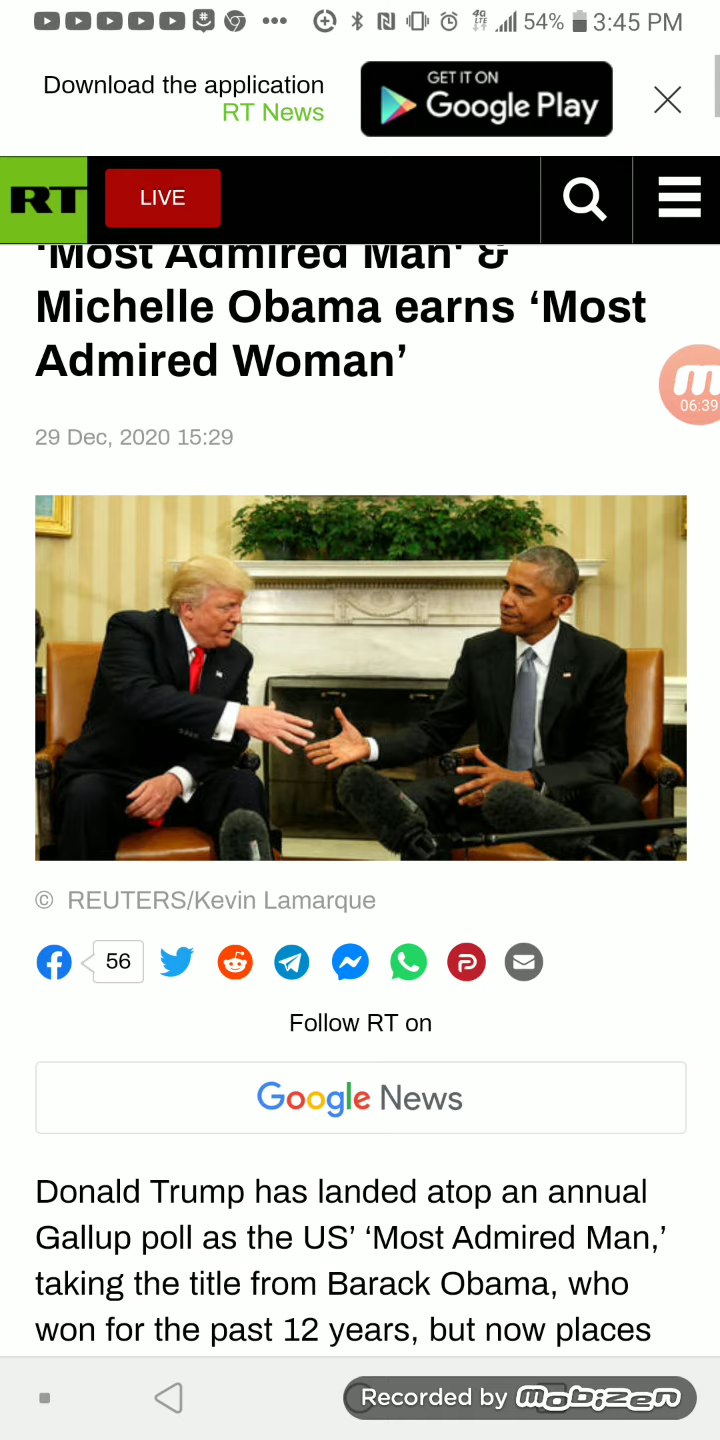 54% 3:45 PM
Download the application
RT News
GET IT ON
Google Play
RT
LIVE
'Most Admired Man' &
Michelle Obama earns ‘Most
Admired Woman’
06:39
29 Dec, 2020 15:29
© REUTERS/Kevin Lamarque
56
Follow RT on
Google News
Donald Trump has landed atop an annual
Gallup poll as the US’ ‘Most Admired Man,’
taking the title from Barack Obama, who
won for the past 12 years, but now places
Recorded by mobizen